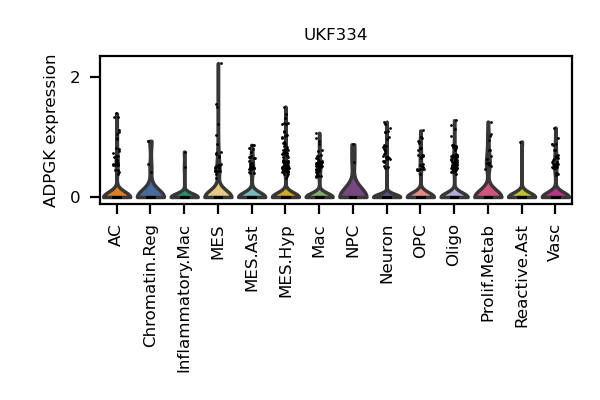 UKF334
ADPGK expression
2
0
AC
Chromatin.Reg
Inflammatory.Mac
MES
MES.Ast
MES.Hyp
Mac
NPC
Neuron
OPC
Oligo
Prolif.Metab
Reactive.Ast
Vasc